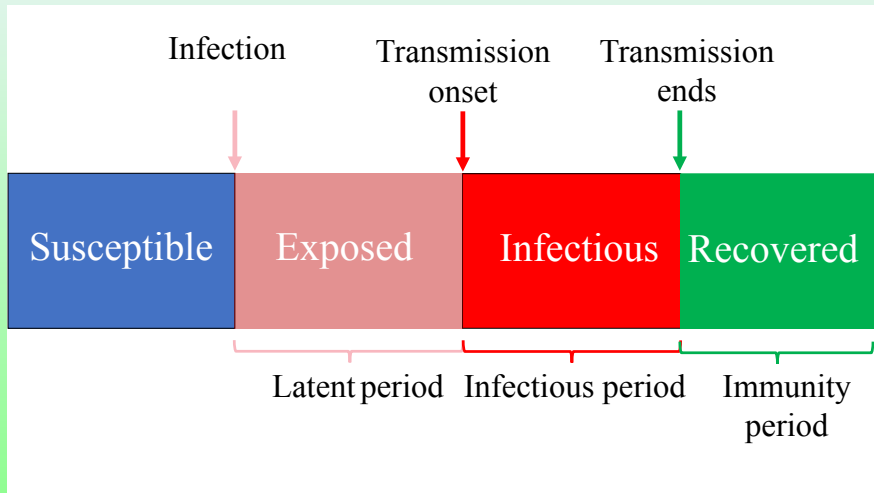 Infection
Transmission
onset
Transmission
ends
Susceptible
Exposed
Infectious
Recovered
Latent period
Infectious period
Immunity
period